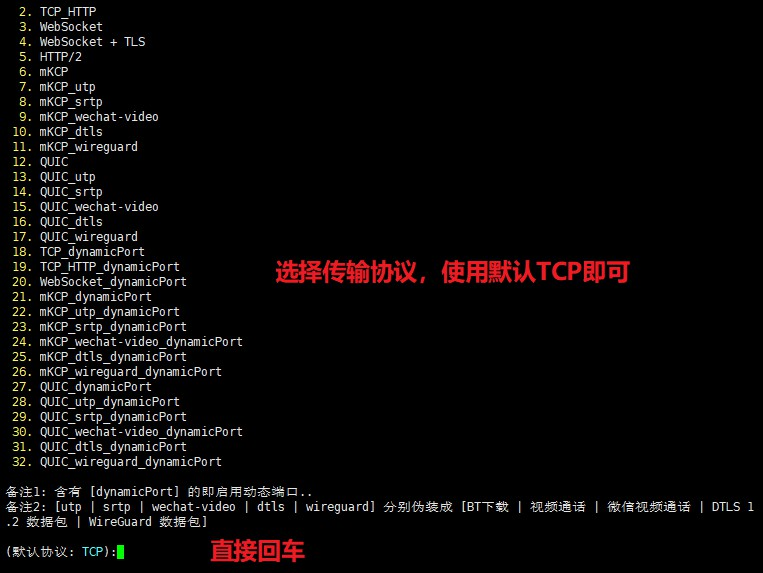 2. TCP_HTTP
3. WebSocket
4. WebSocket + TLS
5. HTTP/2
6. mKCP
7. mKCP_utp
8. mKCP_srtp
9. mKCP_wechat-video
10. mKCP_dtls
11. mKCP_wireguard
12. QUIC
13. QUIC_utp
14. QUIC_srtp
15. QUIC_wechat-video
16. QUIC_dtls
17. QUIC_wireguard
18. TCP_dynamicPort
19. TCP_HTTP_dynamicPort
选择传输协议，使用默认TCP即可
20. WebSocket_dynamicPort
21. mKCP_dynamicPort
22. mKCP_utp_dynamicPort
23. mKCP_srtp_dynamicPort
24. mKCP_wechat-video_dynamicPort
25. mKCP_dtls_dynamicPort
26. mKCP_wireguard_dynamicPort
27. QUIC_dynamicPort
28. QUIC_utp_dynamicPort
29. QUIC_srtp_dynamicPort
30. QUIC_wechat-video_dynamicPort
31. QUIC_dtls_dynamicPort
32. QUIC_wireguard_dynamicPort
备注1: 含有 [dynamicPort] 的即启用动态端口..
备注2: [utp | srtp | wechat-video | dtls | wireguard] 分别伪装成 [BT下载 | 视频通话 | 微信视频通话 | DTLS 1
.2 数据包 | WireGuard 数据包]
(默认协议: TCP):
直接回车